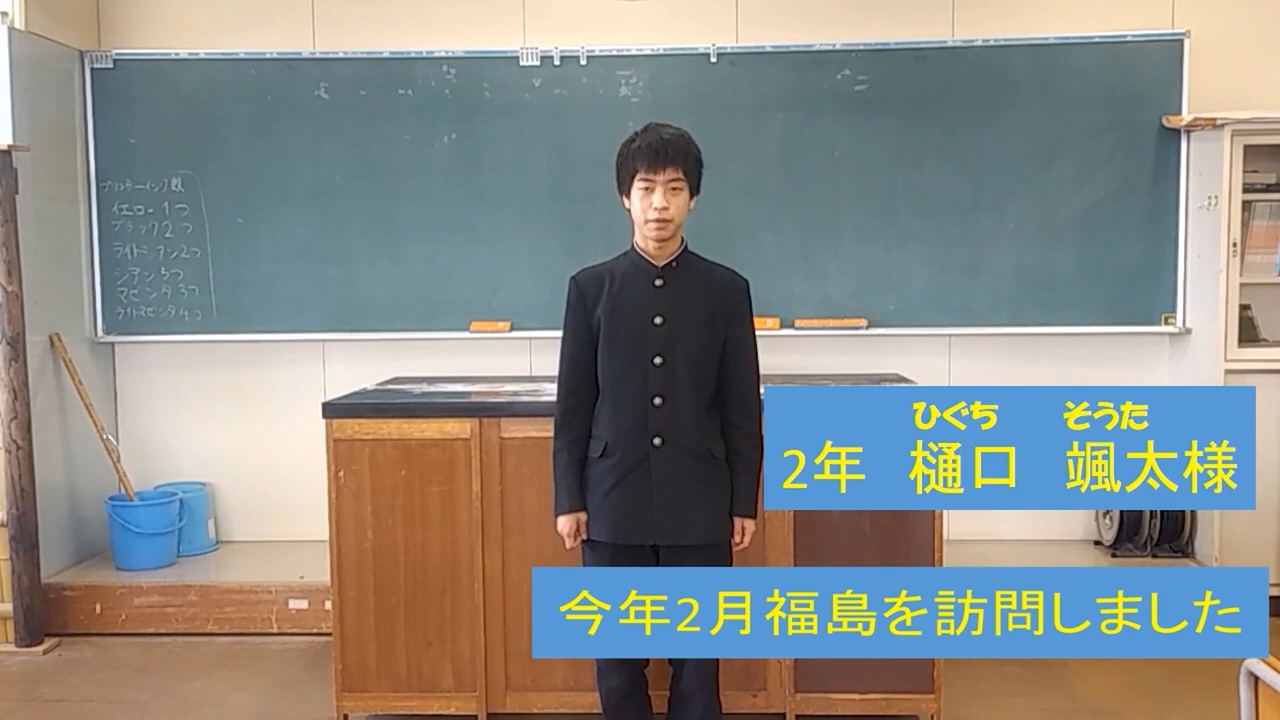 プリンターインク数
イエロー1つ
ブラック2つ
ライトシアン2つ
シアン5つ
マゼンタ3つ
ライトマゼンタ4つ
ひぐち そうた
2年 樋口 颯太様
今年2月福島を訪問しました